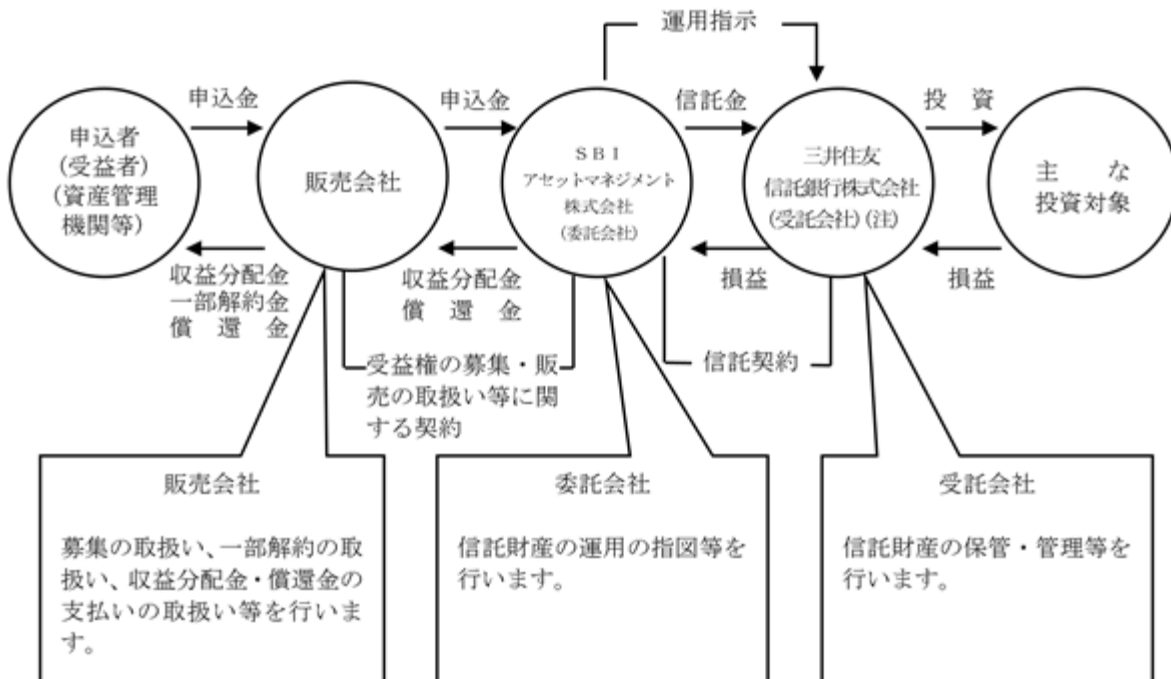 運用指示
申込金
申込金
信託金
投　資
申込者
(受益者)
(資産管理
機関等)
販売会社
ＳＢＩ
アセットマネジメント
株式会社
(委託会社)
三井住友
信託銀行株式会社
(受託会社)(注)
主　　な
投資対象
収益分配金
一部解約金
償　還　金
収益分配金
償　還　金
損益
損益
受益権の募集・販
売の取扱い等に関
する契約
信託契約
販売会社
募集の取扱い、一部解約の取
扱い、収益分配金・償還金の
支払いの取扱い等を行いま
す。
委託会社
信託財産の運用の指図等を
行います。
受託会社
信託財産の保管・管理等を
行います。